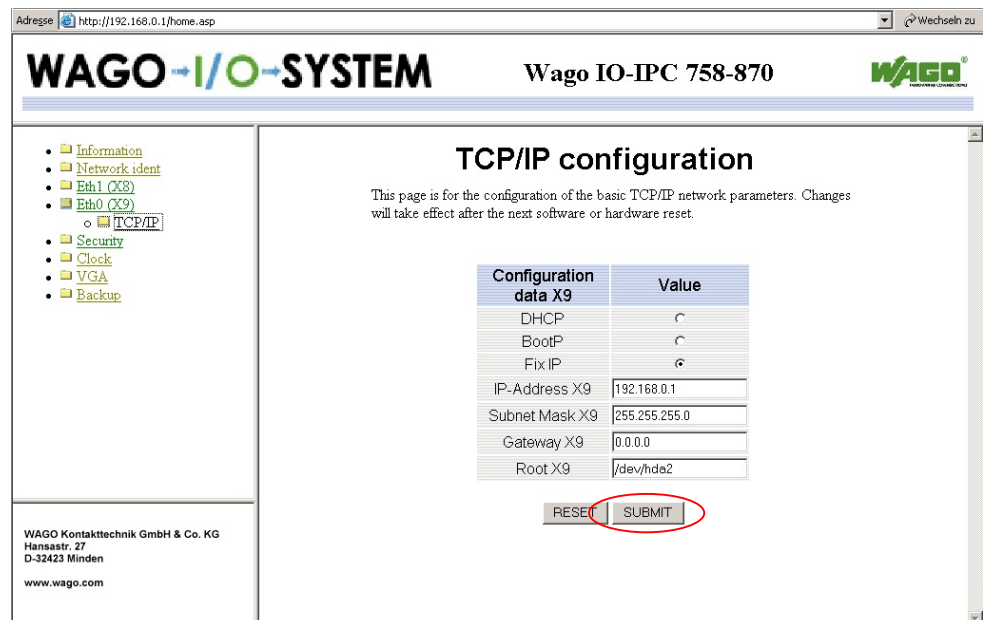 Adresse http://192.168.0.1/home.asp Wechseln zu
WAGO I/O SYSTEM Wago IO-IPC 758-870 WAGO®
INNOVATIVE CONNECTIONS
Information
Network ident
Eth1 (X8)
Eth0 (X9)
TCP/IP
Security
Clock
VGA
Backup
TCP/IP configuration
This page is for the configuration of the basic TCP/IP network parameters. Changes
will take effect after the next software or hardware reset.
Configuration
data X9 Value
DHCP
BootP
Fix IP
IP-Address X9 192.168.0.1
Subnet Mask X9 255.255.255.0
Gateway X9 0.0.0.0
Root X9 /dev/hda2
RESET SUBMIT
WAGO Kontakttechnik GmbH & Co. KG
Hansastr. 27
D-32423 Minden
www.wago.com